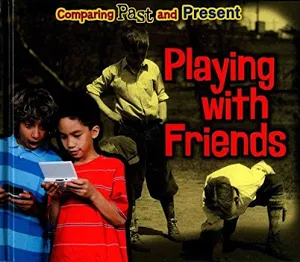 Comparing Past and Present
Playing
with
Friends